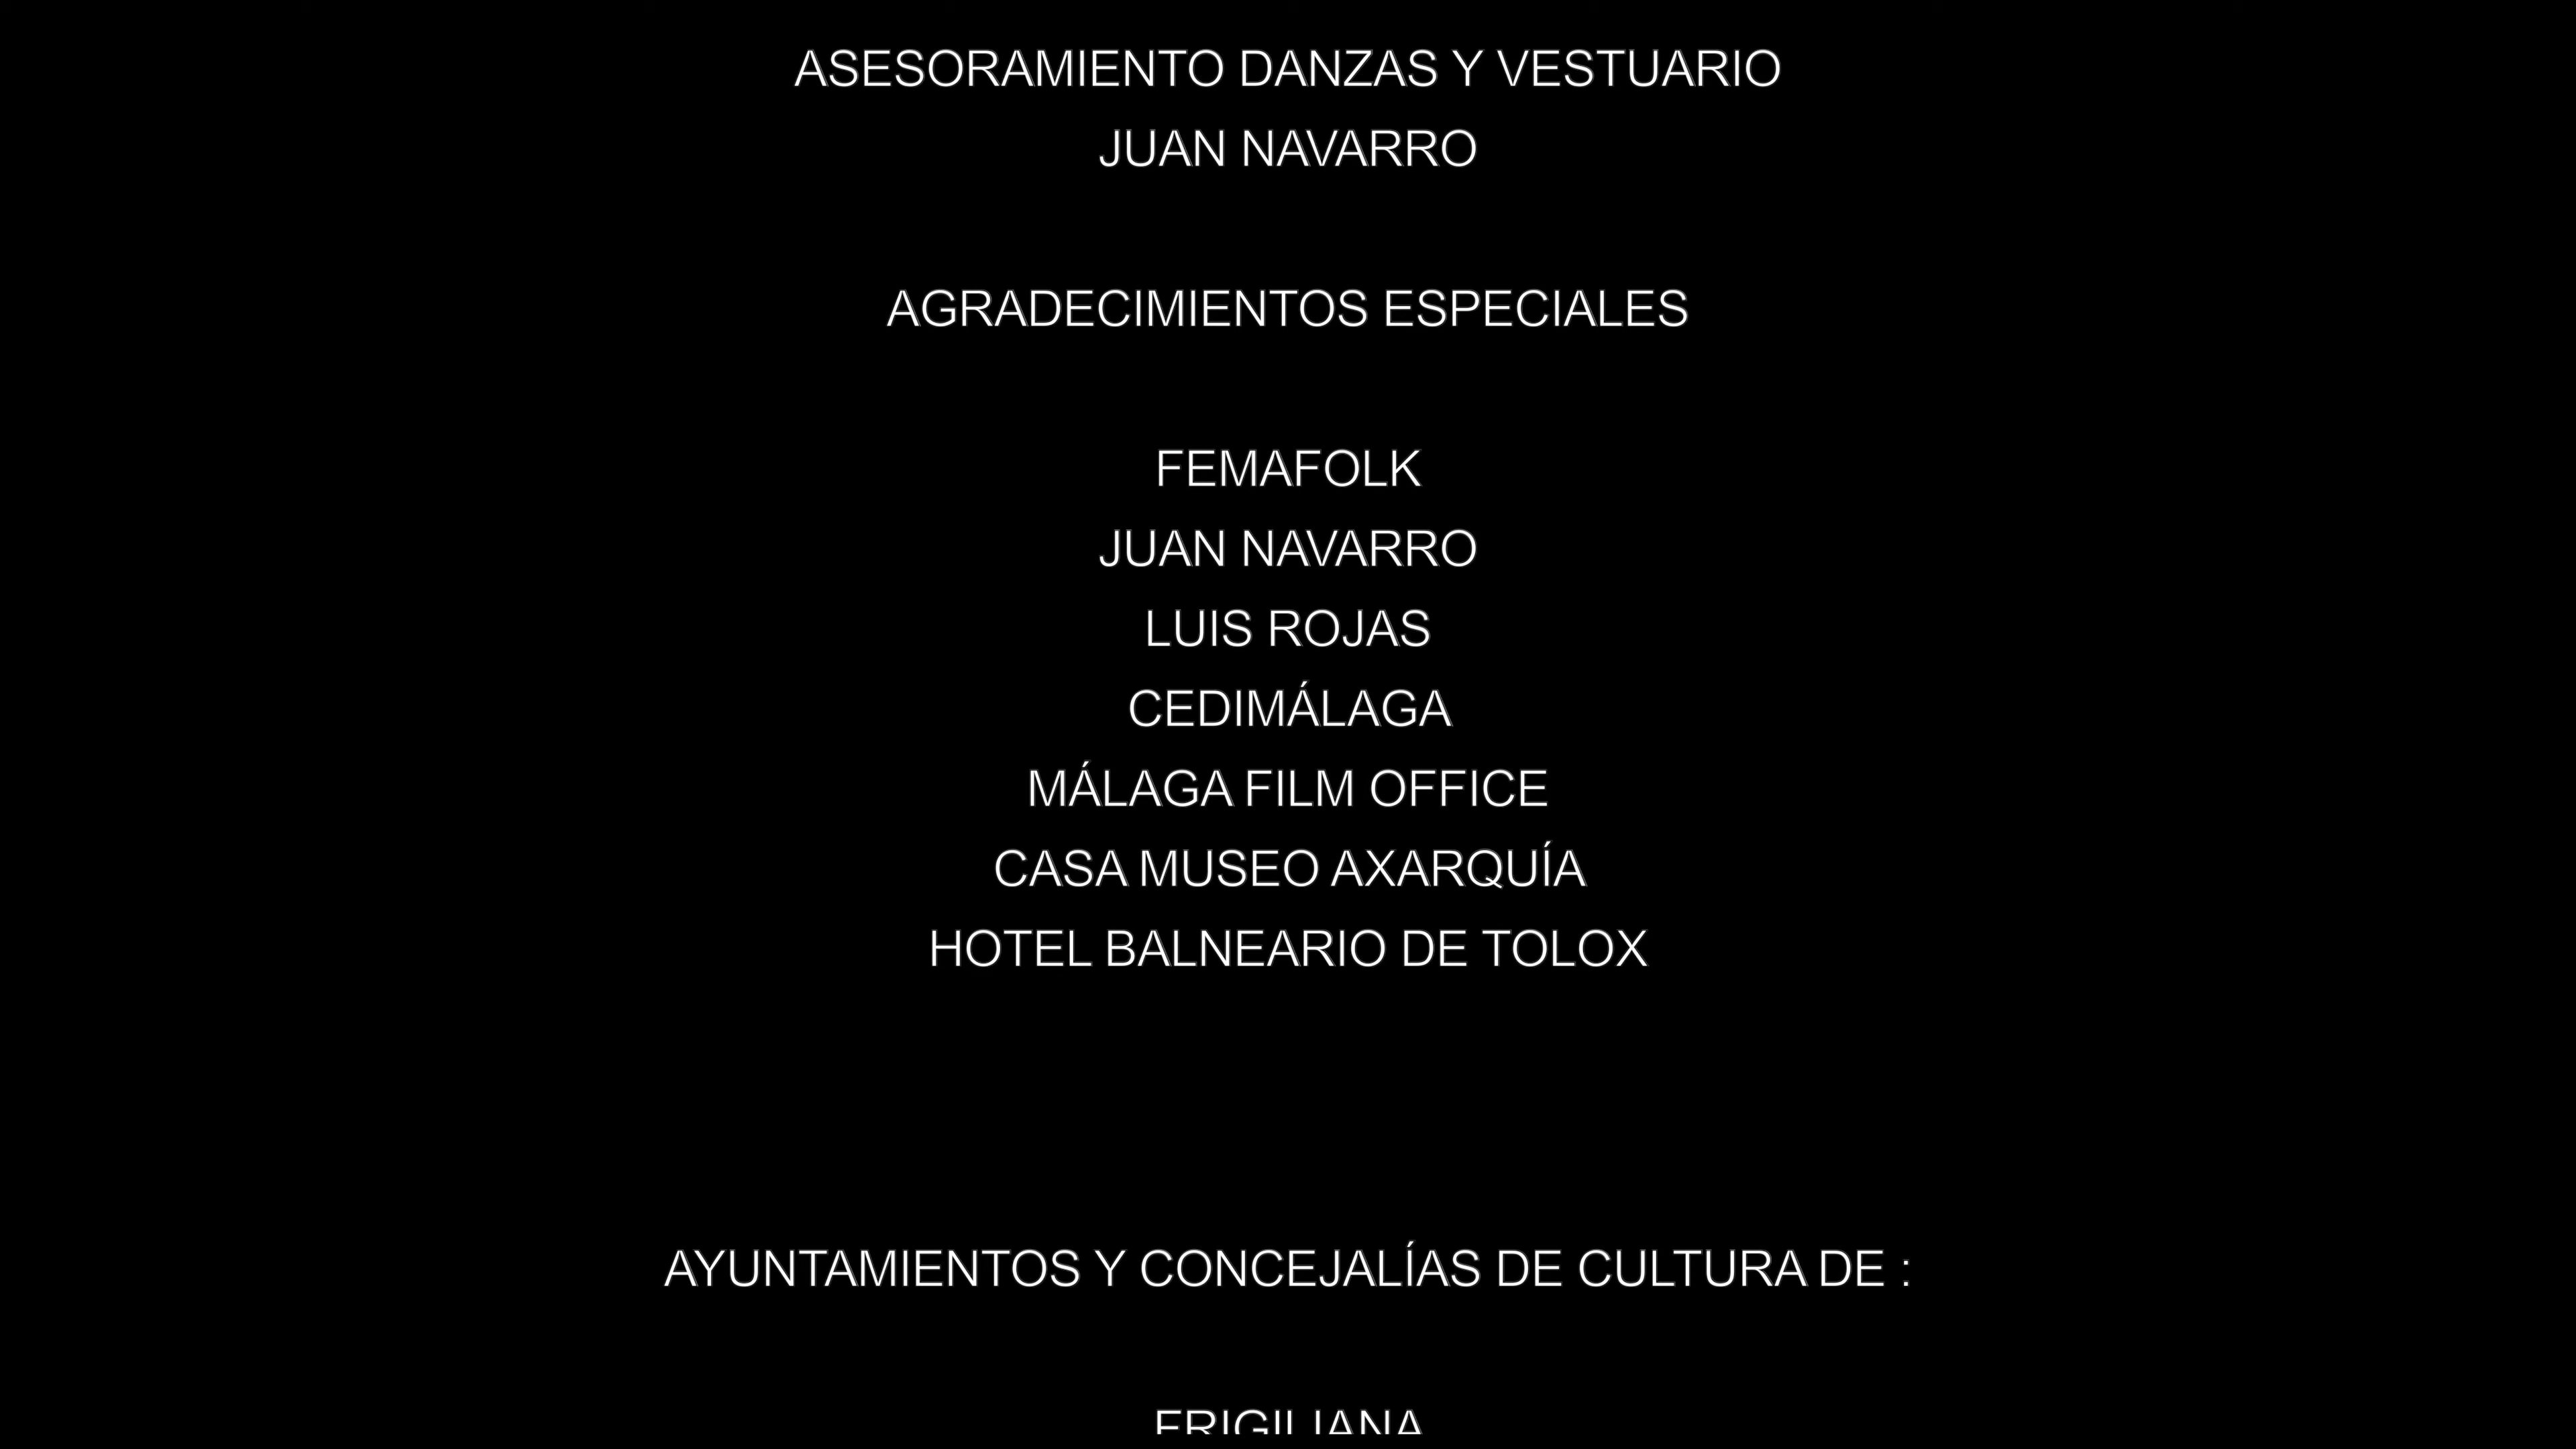 ASESORAMIENTO DANZAS Y VESTUARIO
JUAN NAVARRO
AGRADECIMIENTOS ESPECIALES
FEMAFOLK
JUAN NAVARRO
LUIS ROJAS
CEDIMÁLAGA
MÁLAGA FILM OFFICE
CASA MUSEO AXARQUÍA
HOTEL BALNEARIO DE TOLOX
AYUNTAMIENTOS Y CONCEJALÍAS DE CULTURA DE :
FRIGILIANA